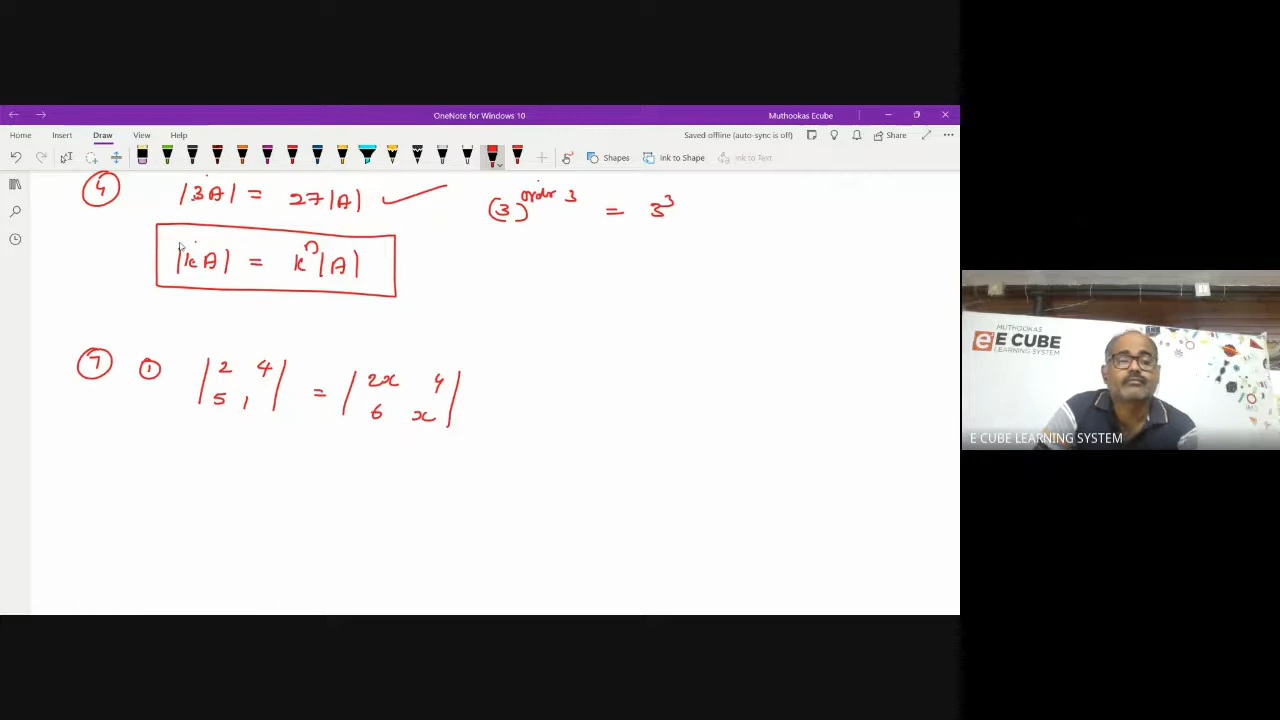 OneNote for Windows 10
Muthookas Ecube
Home Insert Draw View Help
Saved offline (auto-sync is off)
Share
Shapes
Ink to Shape
Ink to Text
④ |3A| = 27|A| ✓
(3)^order 3 = 3³
|kA| = kⁿ|A|
⑦ ① |2 4| = |2x 4|
|5 1| |6 x|
MUTHOOKAS
e E CUBE
LEARNING SYSTEM
E CUBE LEARNING SYSTEM